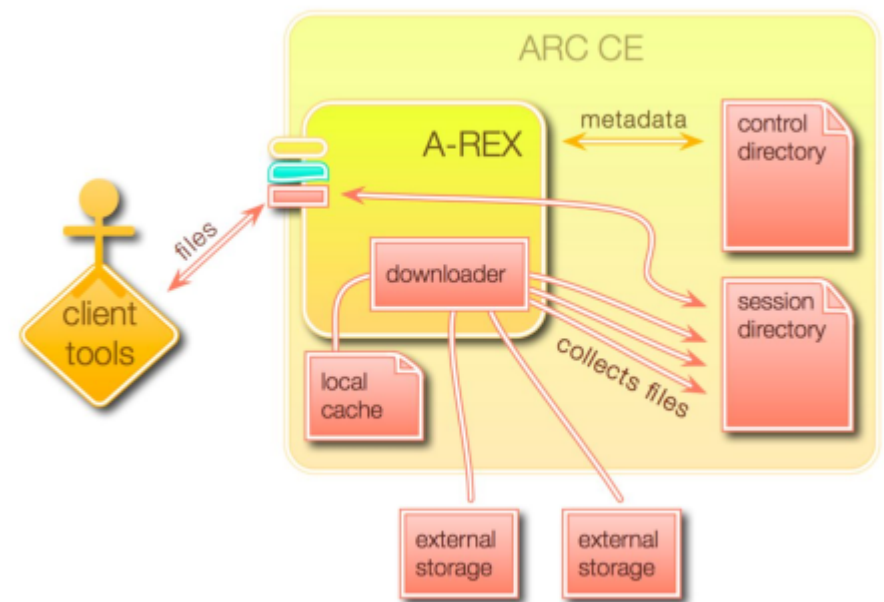 ARC CE
A-REX
metadata
control
directory
files
client
tools
downloader
session
directory
collects files
local
cache
external
storage
external
storage